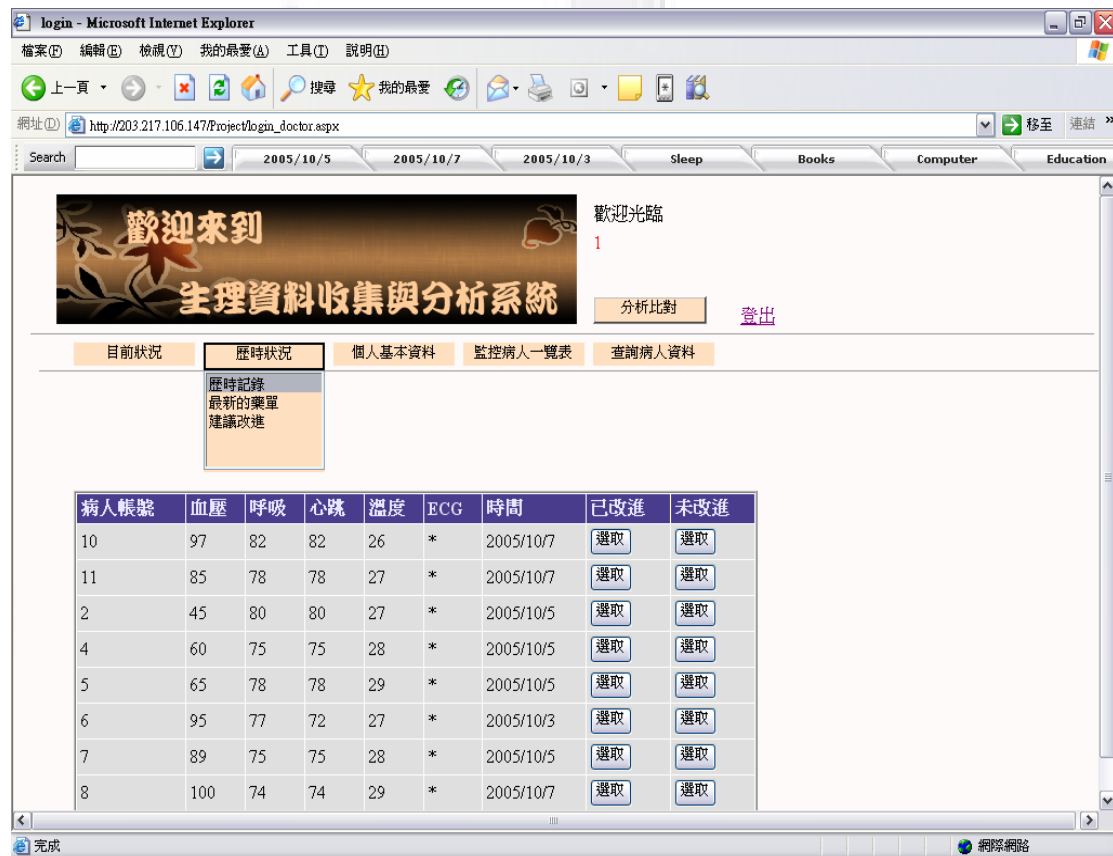 login - Microsoft Internet Explorer
檔案(F) 編輯(E) 檢視(V) 我的最愛(A) 工具(T) 說明(H)
上一頁 搜尋 我的最愛
網址(D) http://203.217.106.147/Project/login_doctor.aspx 移至 連結 »
Search 2005/10/5 2005/10/7 2005/10/3 Sleep Books Computer Education
歡迎來到
生理資料收集與分析系統
歡迎光臨
1
分析比對 登出
目前狀況 歷時狀況 個人基本資料 監控病人一覽表 查詢病人資料
歷時記錄
最新的藥單
建議改進
病人帳號 血壓 呼吸 心跳 溫度 ECG 時間 已改進 未改進
10 97 82 82 26 * 2005/10/7 選取 選取
11 85 78 78 27 * 2005/10/7 選取 選取
2 45 80 80 27 * 2005/10/5 選取 選取
4 60 75 75 28 * 2005/10/5 選取 選取
5 65 78 78 29 * 2005/10/5 選取 選取
6 95 77 72 27 * 2005/10/3 選取 選取
7 89 75 75 28 * 2005/10/5 選取 選取
8 100 74 74 29 * 2005/10/7 選取 選取
完成 網際網路